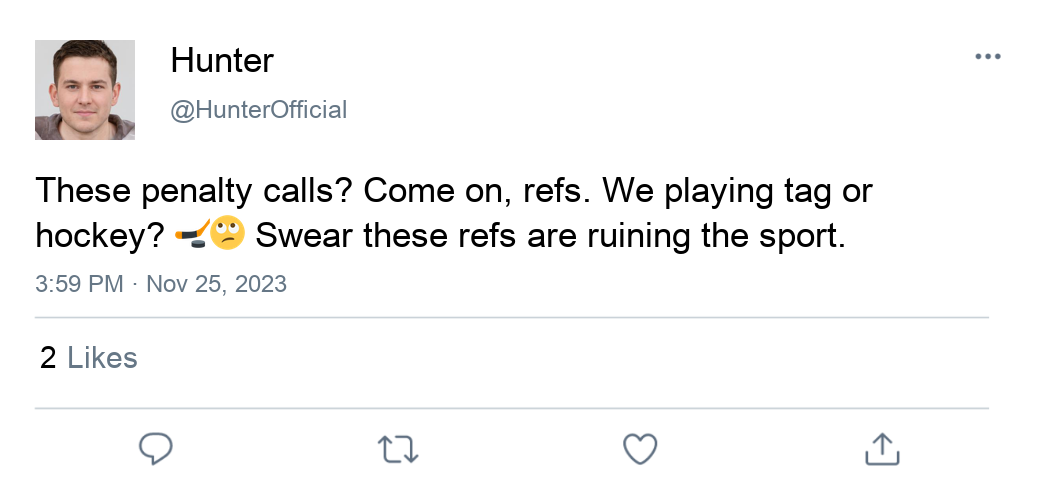 Hunter
@HunterOfficial
These penalty calls? Come on, refs. We playing tag or
hockey? 🏒🙄 Swear these refs are ruining the sport.
3:59 PM · Nov 25, 2023
2 Likes